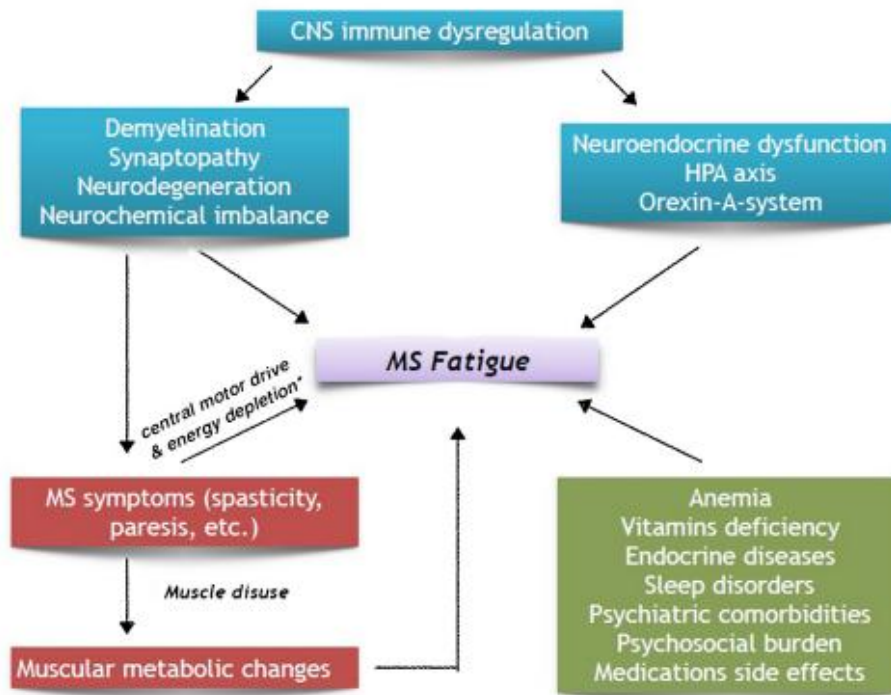 CNS immune dysregulation
Demyelination
Synaptopathy
Neurodegeneration
Neurochemical imbalance
Neuroendocrine dysfunction
HPA axis
Orexin-A-system
MS Fatigue
central motor drive
& energy depletion*
MS symptoms (spasticity,
paresis, etc.)
Muscle disuse
Muscular metabolic changes
Anemia
Vitamins deficiency
Endocrine diseases
Sleep disorders
Psychiatric comorbidities
Psychosocial burden
Medications side effects